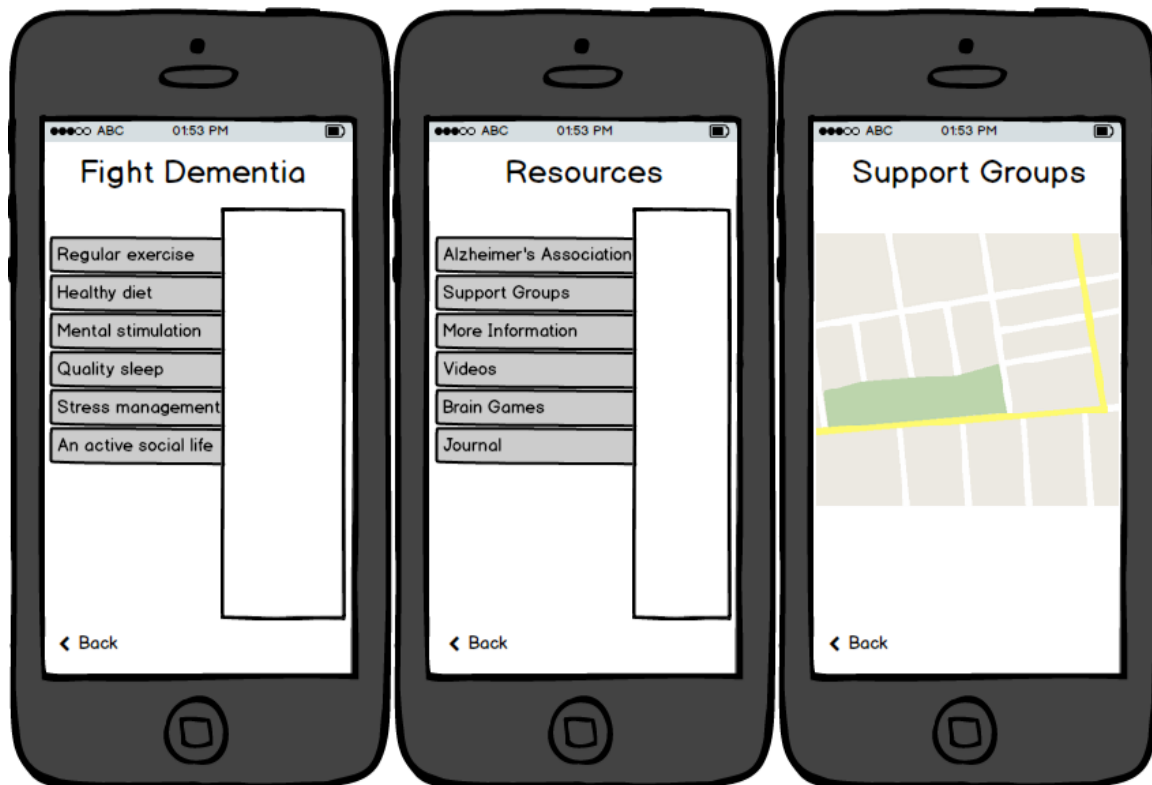 ABC 01:53 PM
Fight Dementia
Regular exercise
Healthy diet
Mental stimulation
Quality sleep
Stress management
An active social life
Back
ABC 01:53 PM
Resources
Alzheimer's Association
Support Groups
More Information
Videos
Brain Games
Journal
Back
ABC 01:53 PM
Support Groups
Back